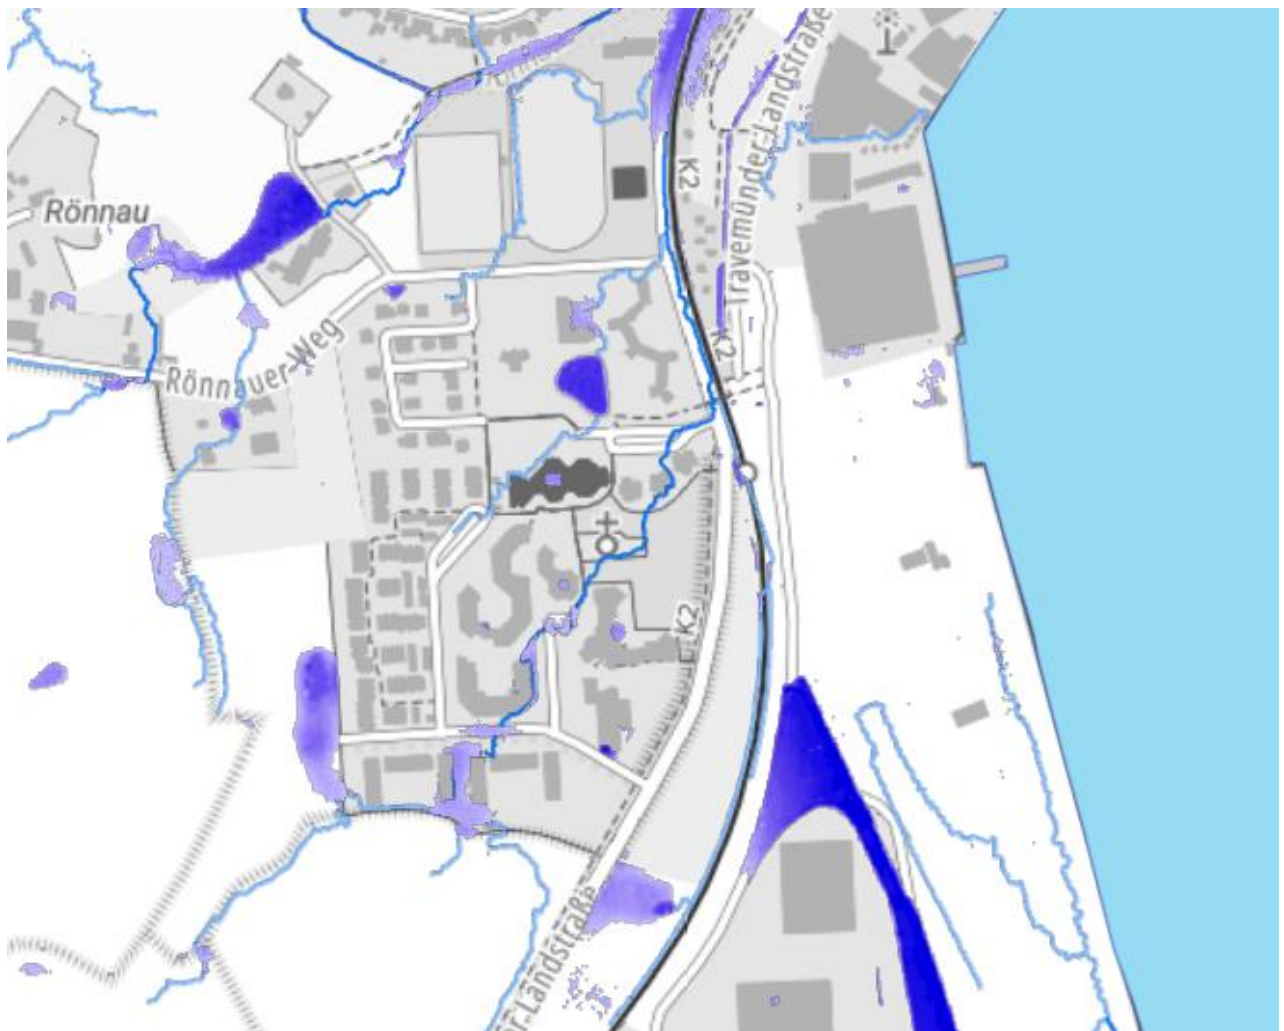 K2
Travemünder-Landstraße
Rönnau
K2
Rönnauer-Weg
K2
r-Landstraße